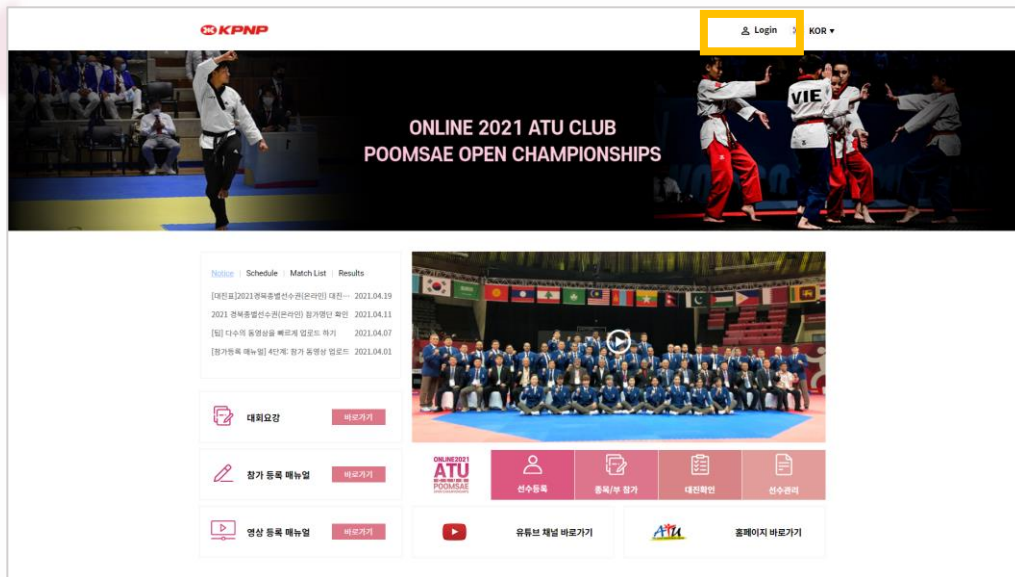 KPNP
Login
KOR ▾
ONLINE 2021 ATU CLUB
POOMSAE OPEN CHAMPIONSHIPS
VIE
Notice | Schedule | Match List | Results
[대진표]2021경북총별선수권(온라인) 대진··· 2021.04.19
2021 경북총별선수권(온라인) 참가명단 확인 2021.04.11
[팁] 다수의 동영상을 빠르게 업로드 하기 2021.04.07
[참가등록 매뉴얼] 4단계: 참가 동영상 업로드 2021.04.01
대회요강 바로가기
참가 등록 매뉴얼 바로가기
영상 등록 매뉴얼 바로가기
ONLINE2021
ATU
POOMSAE
선수등록
종목/부 참가
대진확인
선수관리
유튜브 채널 바로가기
ATU
홈페이지 바로가기